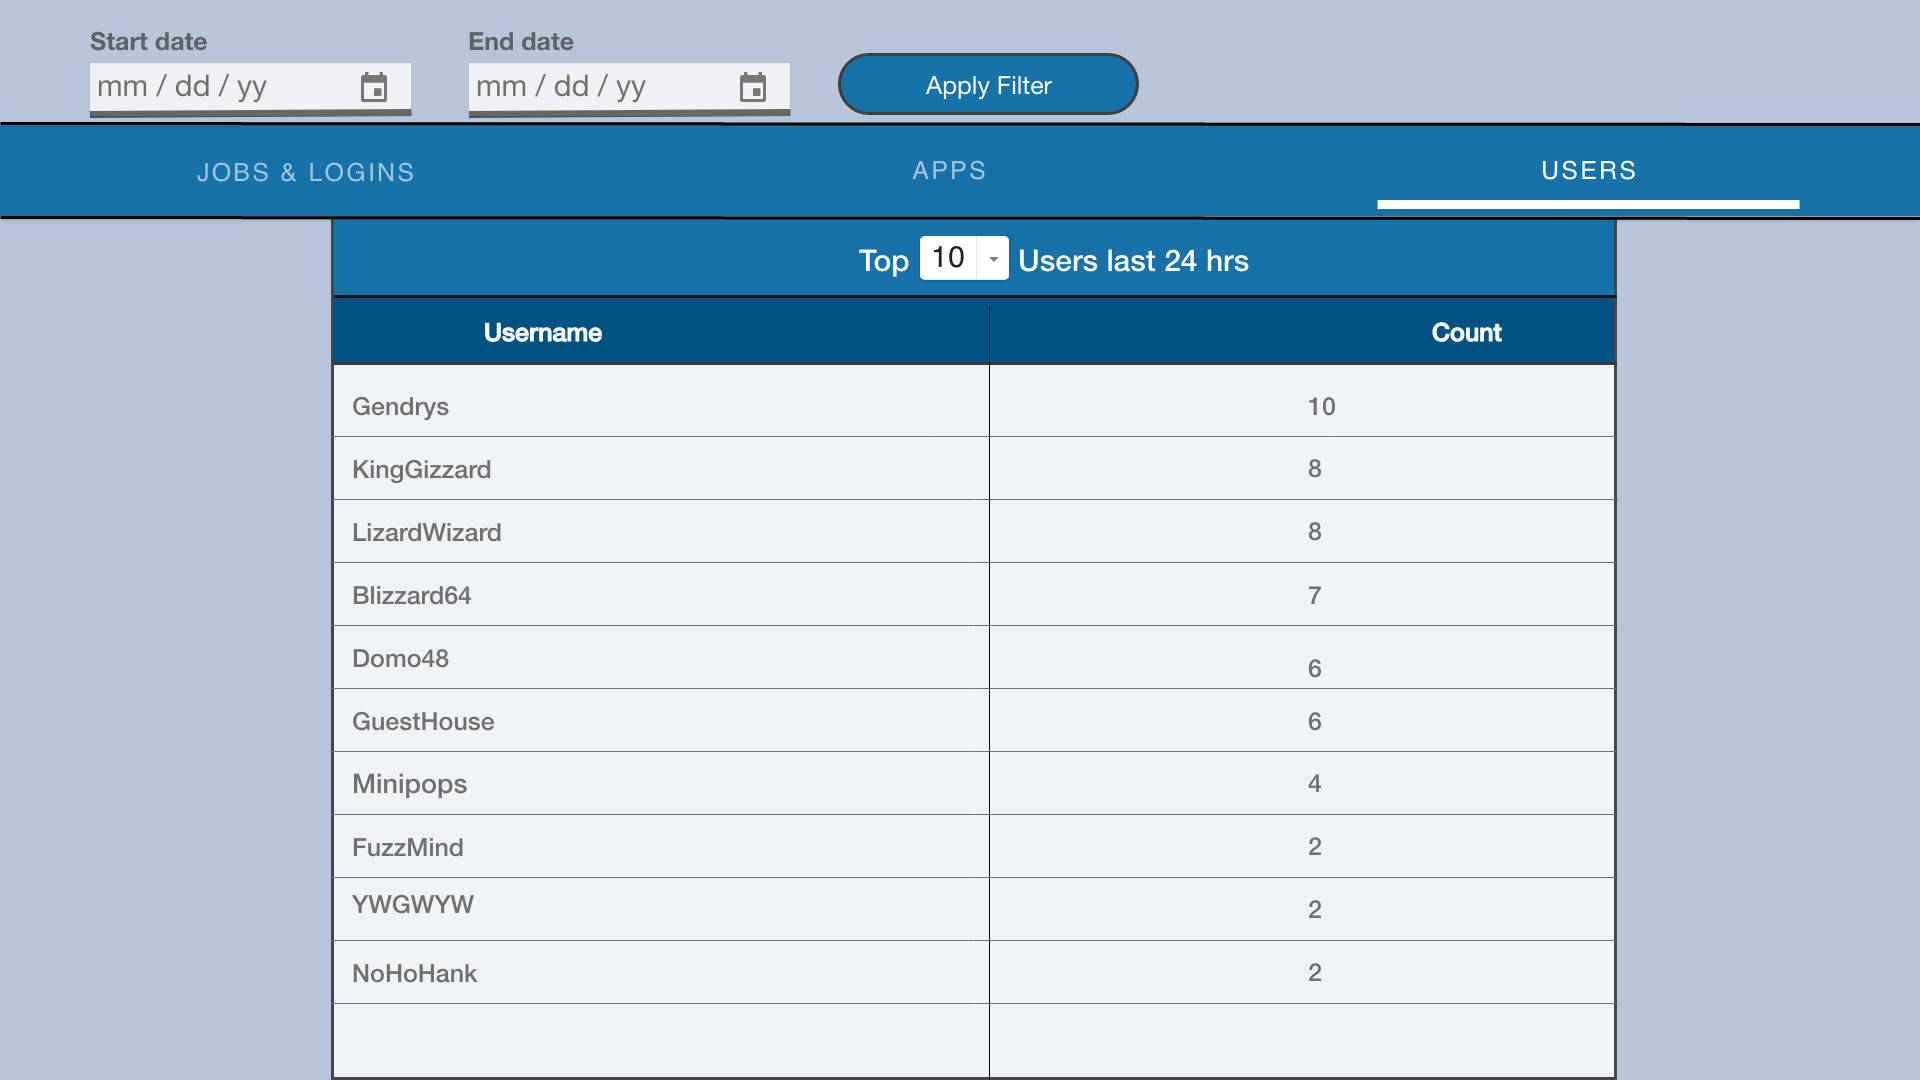 Start date End date
mm / dd / yy mm / dd / yy Apply Filter
JOBS & LOGINS APPS USERS
Top 10 Users last 24 hrs
Username Count
Gendrys 10
KingGizzard 8
LizardWizard 8
Blizzard64 7
Domo48 6
GuestHouse 6
Minipops 4
FuzzMind 2
YWGWYW 2
NoHoHank 2